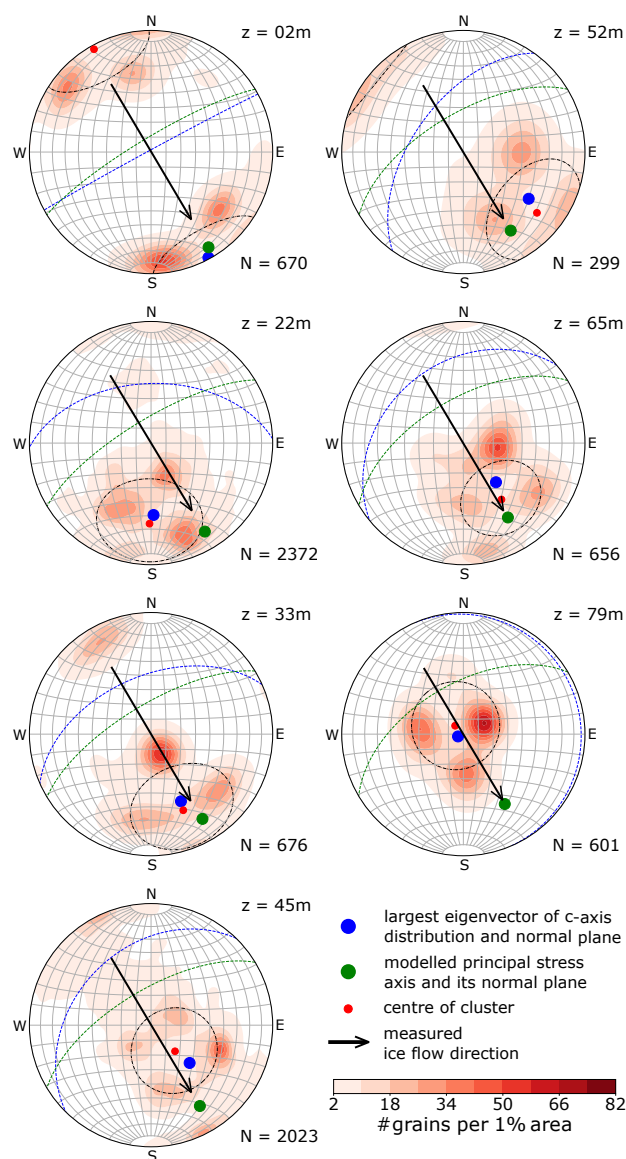 N
z = 02m
W
E
S
N = 670
N
z = 52m
W
E
S
N = 299
N
z = 22m
W
E
S
N = 2372
N
z = 65m
W
E
S
N = 656
N
z = 33m
W
E
S
N = 676
N
z = 79m
W
E
S
N = 601
N
z = 45m
W
E
S
N = 2023
largest eigenvector of c-axis
distribution and normal plane
modelled principal stress
axis and its normal plane
centre of cluster
measured
ice flow direction
2 18 34 50 66 82
#grains per 1% area